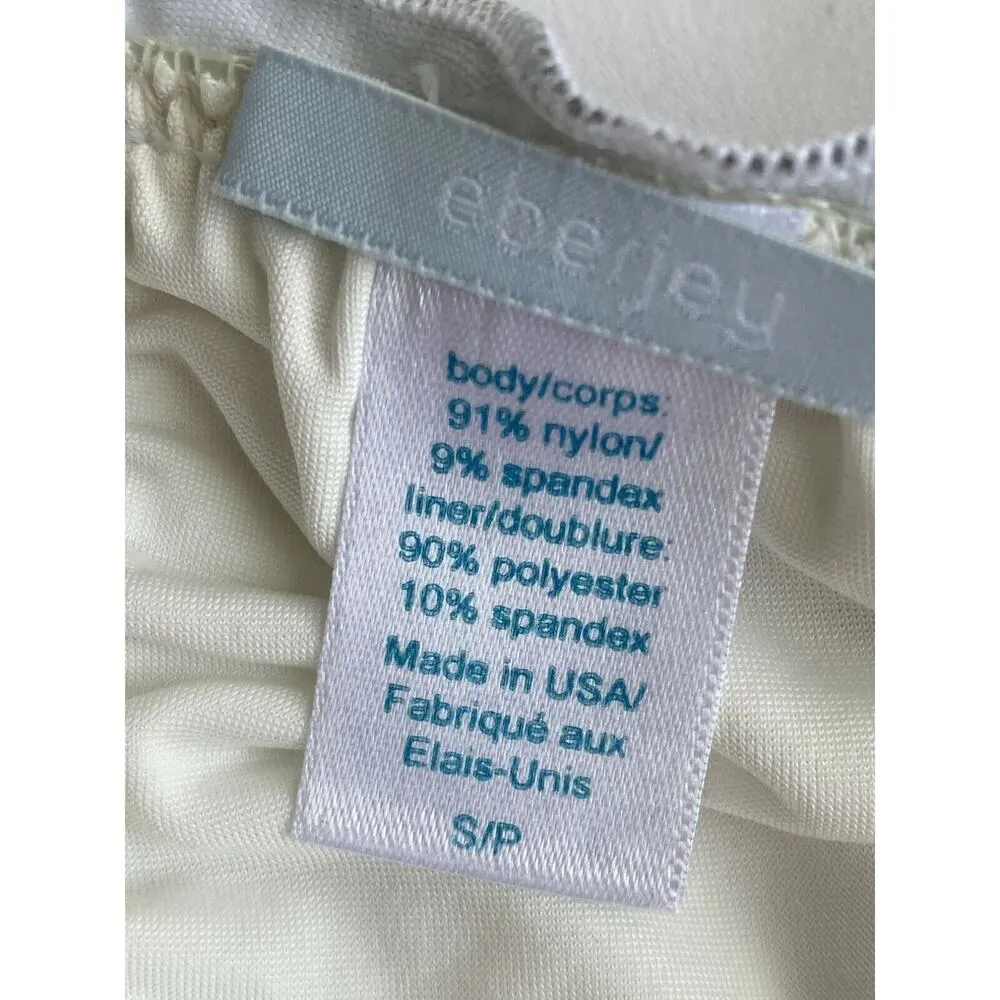 eberjey
body/corps:
91% nylon/
9% spandex
liner/doublure:
90% polyester
10% spandex
Made in USA/
Fabriqué aux
Elais-Unis
S/P